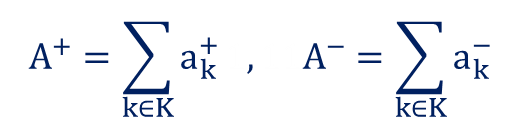 A⁺ = ∑_{k∈K} a_k⁺ , A⁻ = ∑_{k∈K} a_k⁻